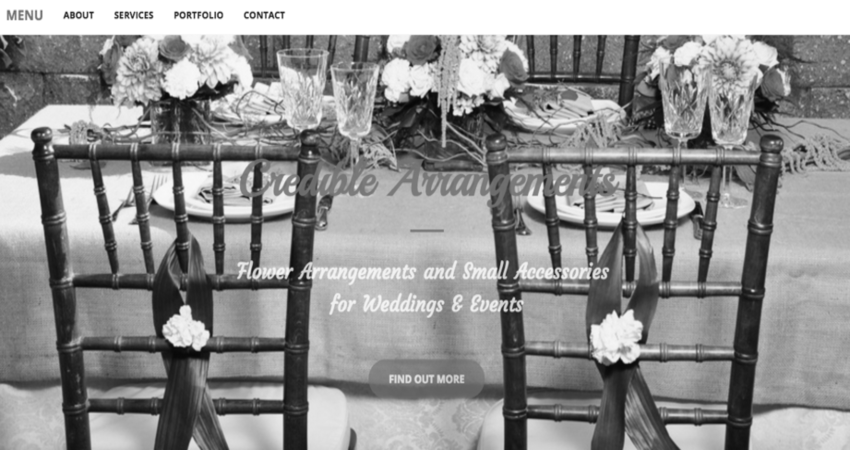 MENU ABOUT SERVICES PORTFOLIO CONTACT
Credible Arrangements
Flower Arrangements and Small Accessories
for Weddings & Events
FIND OUT MORE